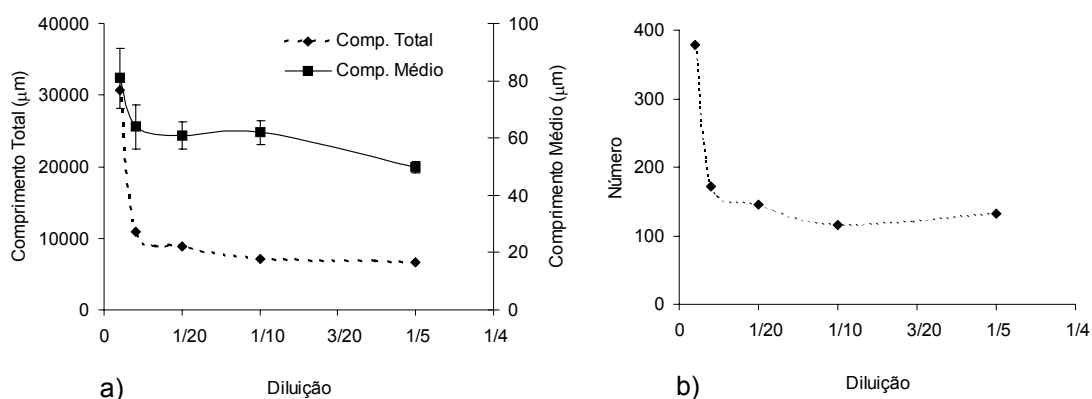 40000
30000
20000
10000
0
Comprimento Total (μm)
Comp. Total
Comp. Médio
100
80
60
40
20
0
Comprimento Médio (μm)
0 1/20 1/10 3/20 1/5 1/4
a) Diluição
400
300
200
100
0
Número
0 1/20 1/10 3/20 1/5 1/4
b) Diluição